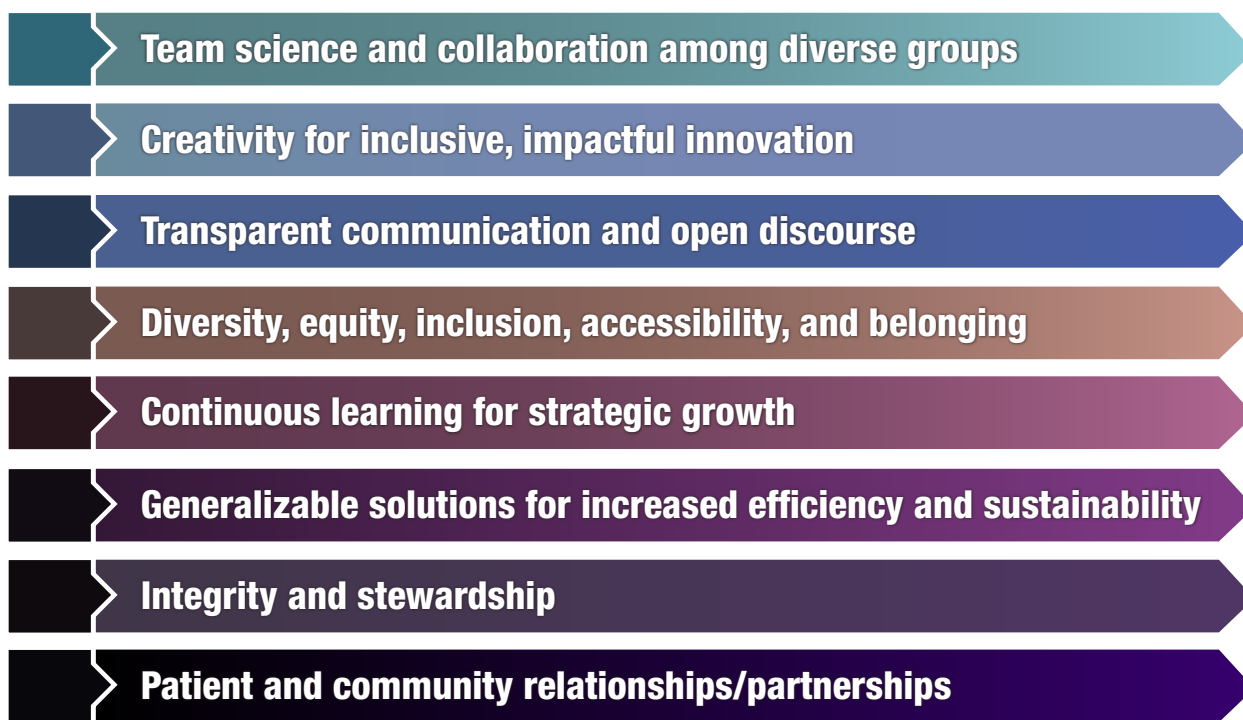 Team science and collaboration among diverse groups
Creativity for inclusive, impactful innovation
Transparent communication and open discourse
Diversity, equity, inclusion, accessibility, and belonging
Continuous learning for strategic growth
Generalizable solutions for increased efficiency and sustainability
Integrity and stewardship
Patient and community relationships/partnerships